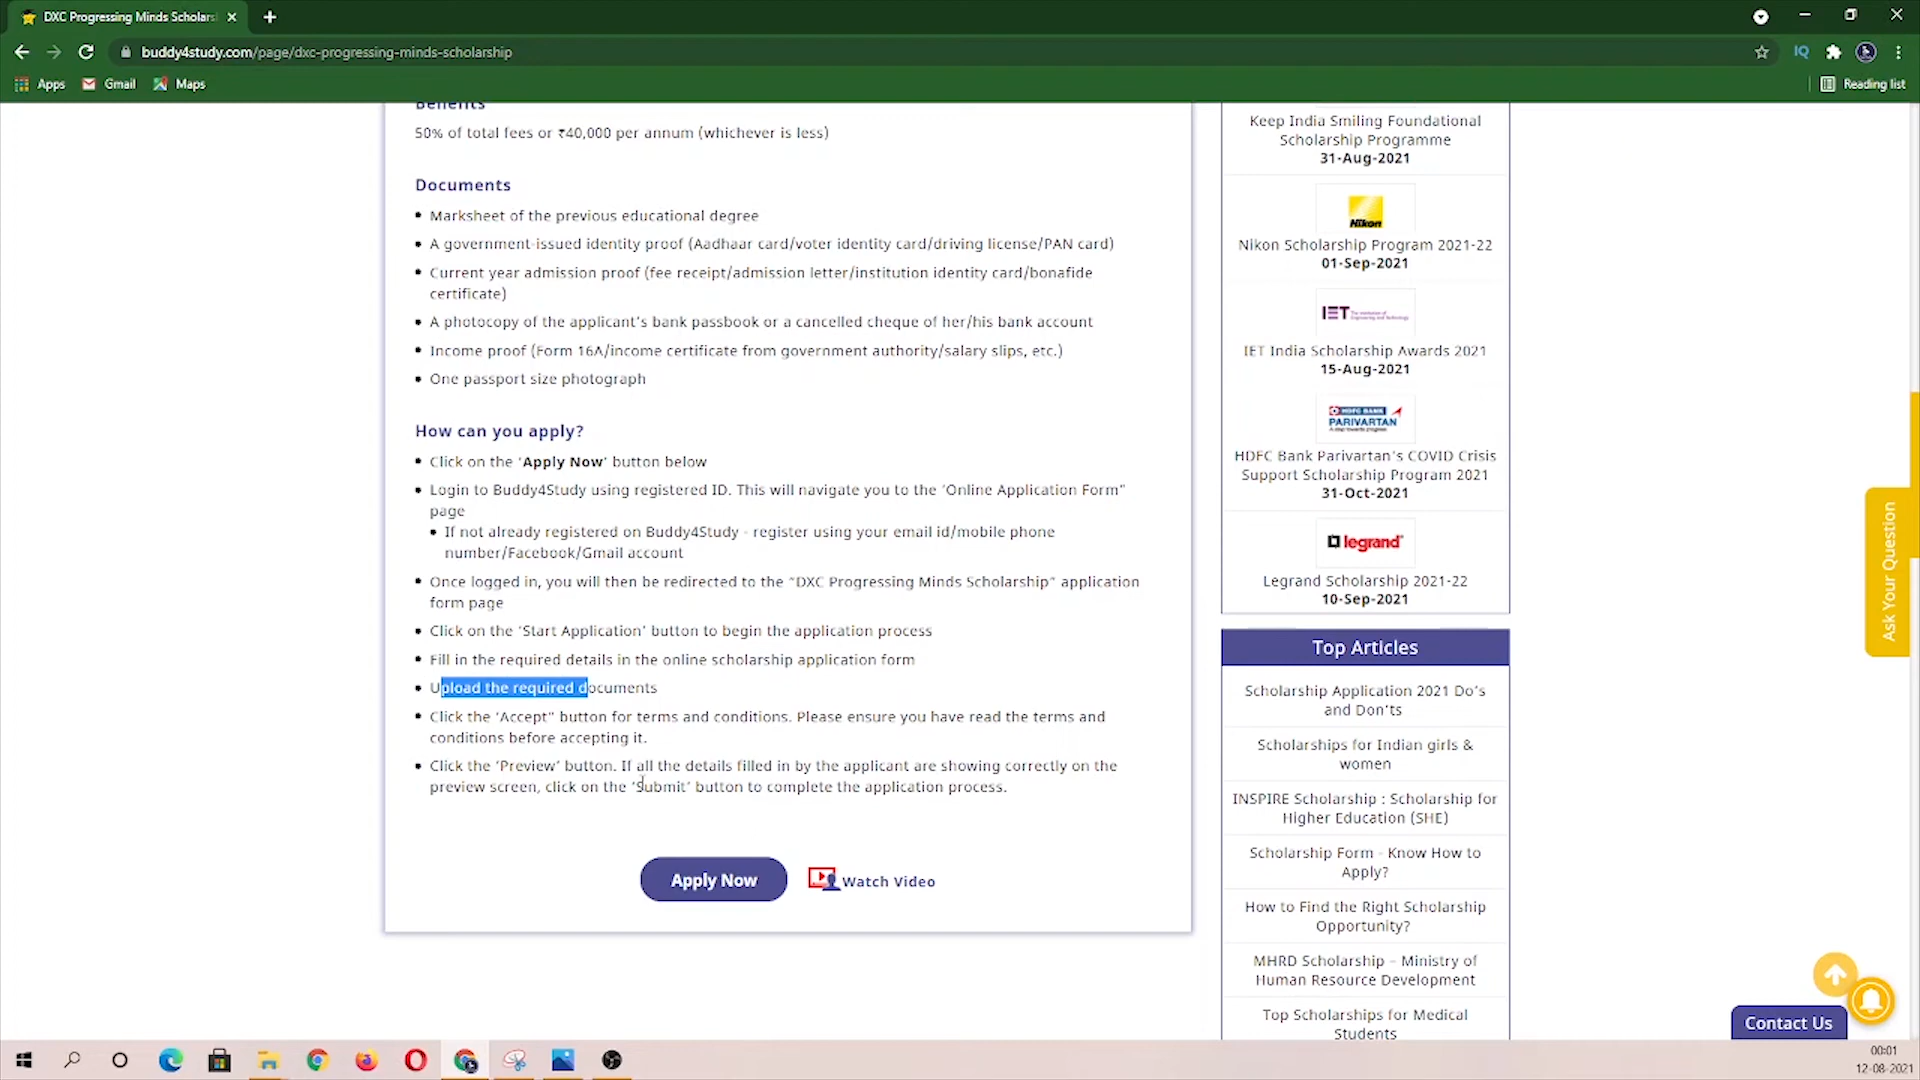 DXC Progressing Minds Scholars
buddy4study.com/page/dxc-progressing-minds-scholarship
IQ
Apps
Gmail
Maps
Reading list
Benefits
50% of total fees or ₹40,000 per annum (whichever is less)
Documents
Marksheet of the previous educational degree
A government-issued identity proof (Aadhaar card/voter identity card/driving license/PAN card)
Current year admission proof (fee receipt/admission letter/institution identity card/bonafide
certificate)
A photocopy of the applicant's bank passbook or a cancelled cheque of her/his bank account
Income proof (Form 16A/income certificate from government authority/salary slips, etc.)
One passport size photograph
How can you apply?
Click on the 'Apply Now' button below
Login to Buddy4Study using registered ID. This will navigate you to the 'Online Application Form"
page
If not already registered on Buddy4Study - register using your email id/mobile phone
number/Facebook/Gmail account
Once logged in, you will then be redirected to the "DXC Progressing Minds Scholarship" application
form page
Click on the 'Start Application' button to begin the application process
Fill in the required details in the online scholarship application form
Upload the required documents
Click the 'Accept" button for terms and conditions. Please ensure you have read the terms and
conditions before accepting it.
Click the 'Preview' button. If all the details filled in by the applicant are showing correctly on the
preview screen, click on the 'Submit' button to complete the application process.
Apply Now
Watch Video
Keep India Smiling Foundational
Scholarship Programme
31-Aug-2021
Nikon
Nikon Scholarship Program 2021-22
01-Sep-2021
IET
IET India Scholarship Awards 2021
15-Aug-2021
HDFC BANK
PARIVARTAN
HDFC Bank Parivartan's COVID Crisis
Support Scholarship Program 2021
31-Oct-2021
legrand
Legrand Scholarship 2021-22
10-Sep-2021
Top Articles
Scholarship Application 2021 Do's
and Don'ts
Scholarships for Indian girls &
women
INSPIRE Scholarship : Scholarship for
Higher Education (SHE)
Scholarship Form - Know How to
Apply?
How to Find the Right Scholarship
Opportunity?
MHRD Scholarship – Ministry of
Human Resource Development
Top Scholarships for Medical
Students
Ask Your Question
Contact Us
00:01
12-08-2021